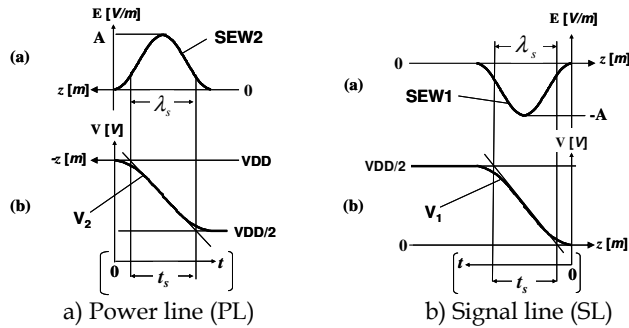 E [V/m]
A
SEW2
(a)
z [m]
λs
0
V [V]
-z [m]
VDD
(b)
V2
VDD/2
0
ts
t
a) Power line (PL)
E [V/m]
λs
0
z [m]
(a)
SEW1
-A
V [V]
VDD/2
(b)
V1
0
z [m]
t
ts
0
b) Signal line (SL)